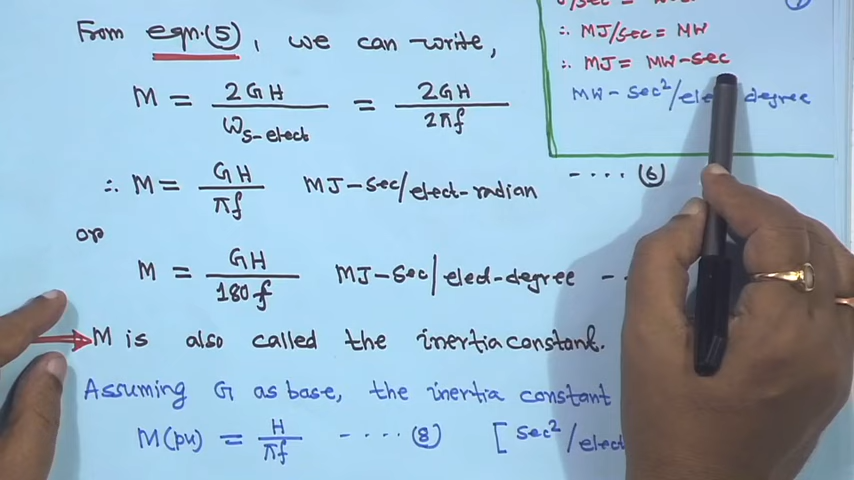 From eqn.(5), we can write,
M = 2GH / ωs-elect = 2GH / 2πf
∴ M = GH / πf MJ-sec/elect-radian ---- (6)
or
M = GH / 180f MJ-sec/elect-degree --
M is also called the inertia constant.
Assuming G as base, the inertia constant
M(pu) = H / πf ---- (8) [sec²/elect
∴ MJ/sec = MW
∴ MJ = MW-sec
MW-sec²/ele degree